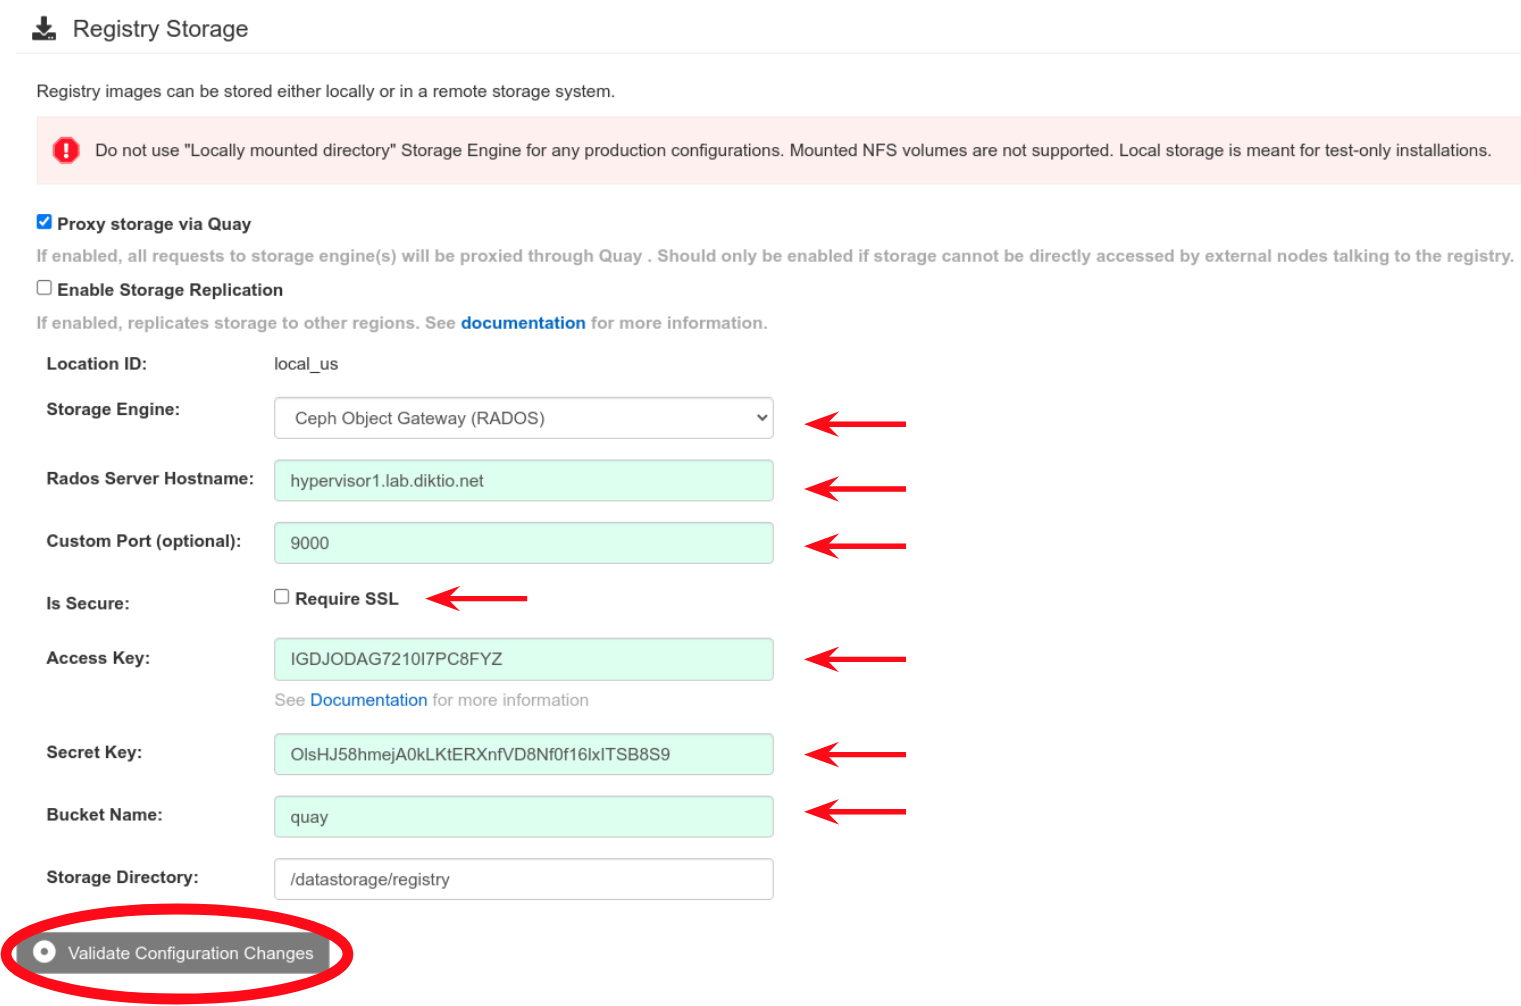 Registry Storage
Registry images can be stored either locally or in a remote storage system.
Do not use "Locally mounted directory" Storage Engine for any production configurations. Mounted NFS volumes are not supported. Local storage is meant for test-only installations.
Proxy storage via Quay
If enabled, all requests to storage engine(s) will be proxied through Quay . Should only be enabled if storage cannot be directly accessed by external nodes talking to the registry.
Enable Storage Replication
If enabled, replicates storage to other regions. See documentation for more information.
Location ID: local_us
Storage Engine: Ceph Object Gateway (RADOS)
Rados Server Hostname: hypervisor1.lab.diktio.net
Custom Port (optional): 9000
Is Secure: Require SSL
Access Key: IGDJODAG7210I7PC8FYZ
See Documentation for more information
Secret Key: OlsHJ58hmejA0kLKtERXnfVD8Nf0f16lxITSB8S9
Bucket Name: quay
Storage Directory: /datastorage/registry
Validate Configuration Changes